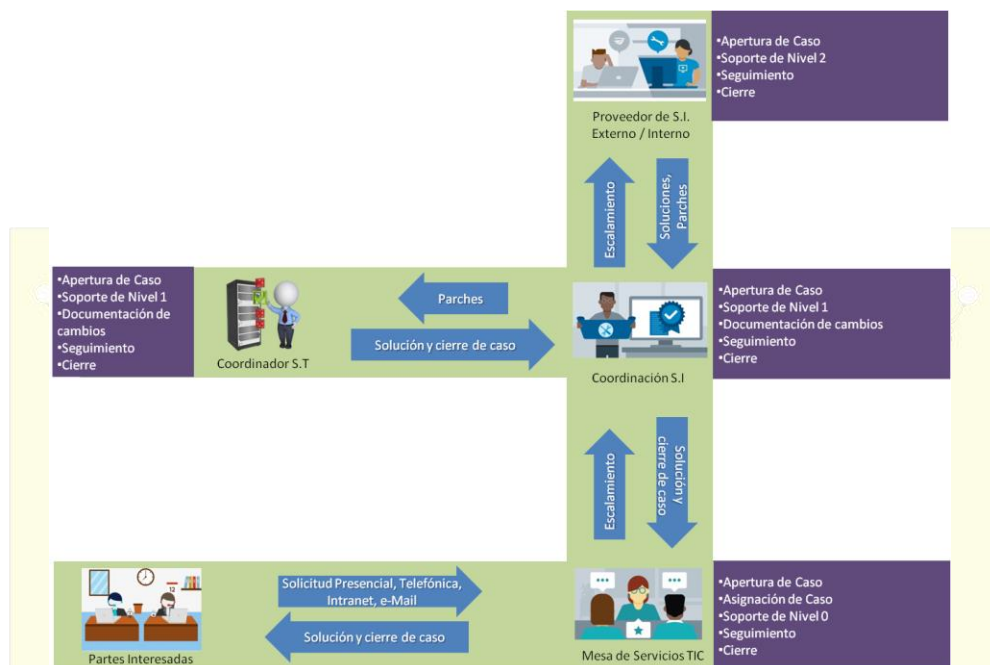 •Apertura de Caso
•Soporte de Nivel 2
•Seguimiento
•Cierre
Proveedor de S.I.
Externo / Interno
Escalamiento
Soluciones,
Parches
•Apertura de Caso
•Soporte de Nivel 1
•Documentación de
cambios
•Seguimiento
•Cierre
Coordinador S.T
Parches
Solución y cierre de caso
Coordinación S.I
•Apertura de Caso
•Soporte de Nivel 1
•Documentación de cambios
•Seguimiento
•Cierre
Escalamiento
Solución y
cierre de caso
Partes Interesadas
Solicitud Presencial, Telefónica,
Intranet, e-Mail
Solución y cierre de caso
Mesa de Servicios TIC
•Apertura de Caso
•Asignación de Caso
•Soporte de Nivel 0
•Seguimiento
•Cierre